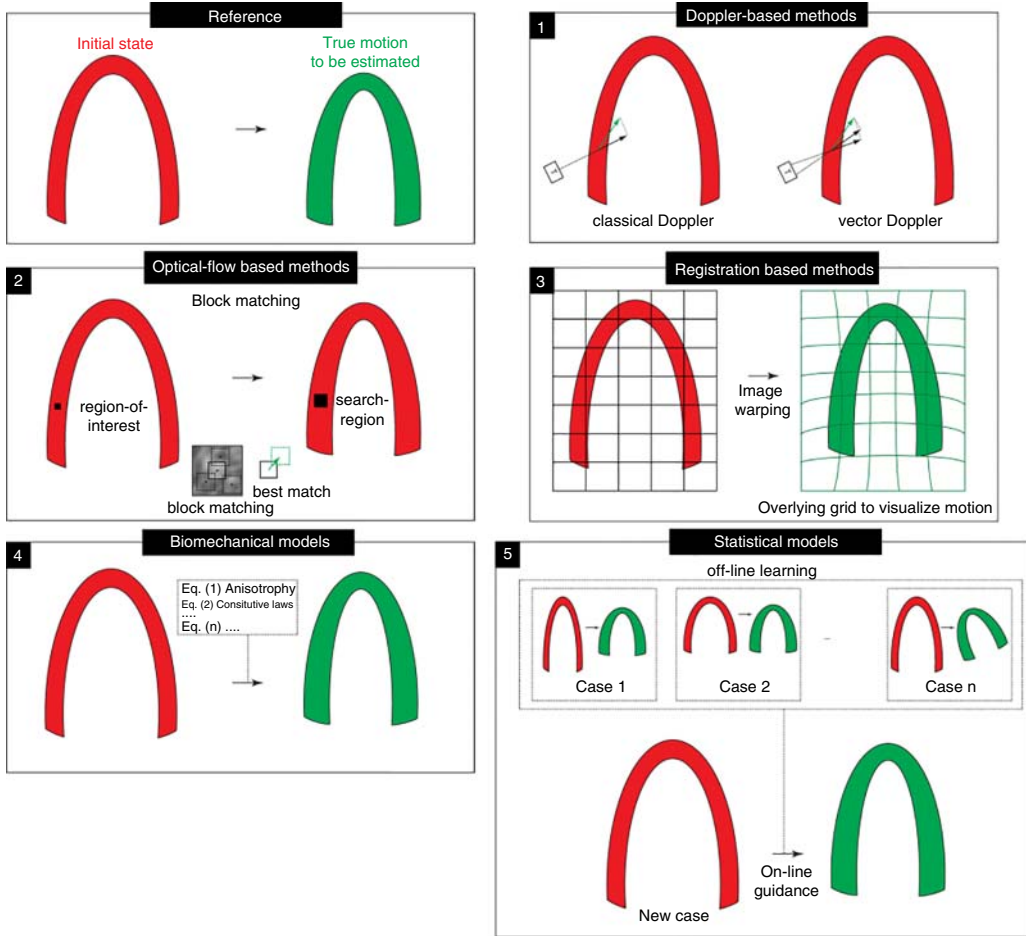 Reference
Initial state
True motion
to be estimated
1
Doppler-based methods
classical Doppler
vector Doppler
2
Optical-flow based methods
Block matching
region-of-
interest
search-
region
best match
block matching
3
Registration based methods
Image
warping
Overlying grid to visualize motion
4
Biomechanical models
Eq. (1) Anisotropy
Eq. (2) Consitutive laws
....
Eq. (n) ....
5
Statistical models
off-line learning
Case 1
Case 2
Case n
On-line
guidance
New case